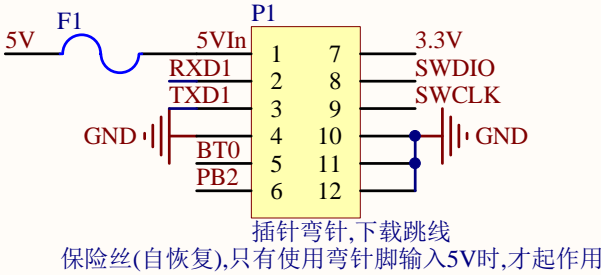 F1 P1
5V 5VIn 1 7 3.3V
RXD1 2 8 SWDIO
TXD1 3 9 SWCLK
GND 4 10 GND
BT0 5 11
PB2 6 12
插针弯针,下载跳线
保险丝(自恢复),只有使用弯针脚输入5V时,才起作用